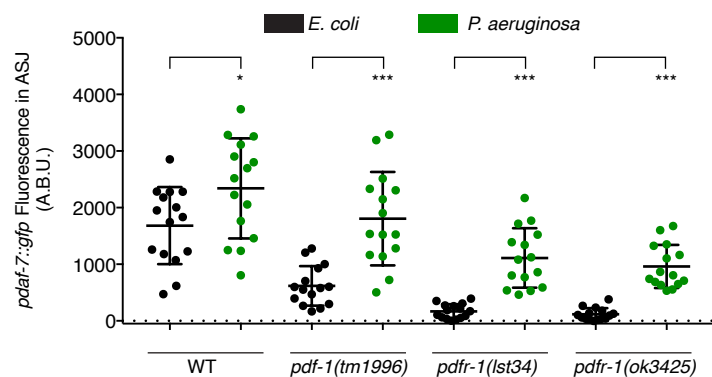 E. coli P. aeruginosa
pdaf-7::gfp Fluorescence in ASJ
(A.B.U.)
5000
4000
3000
2000
1000
0
* *** *** ***
WT pdf-1(tm1996) pdfr-1(lst34) pdfr-1(ok3425)